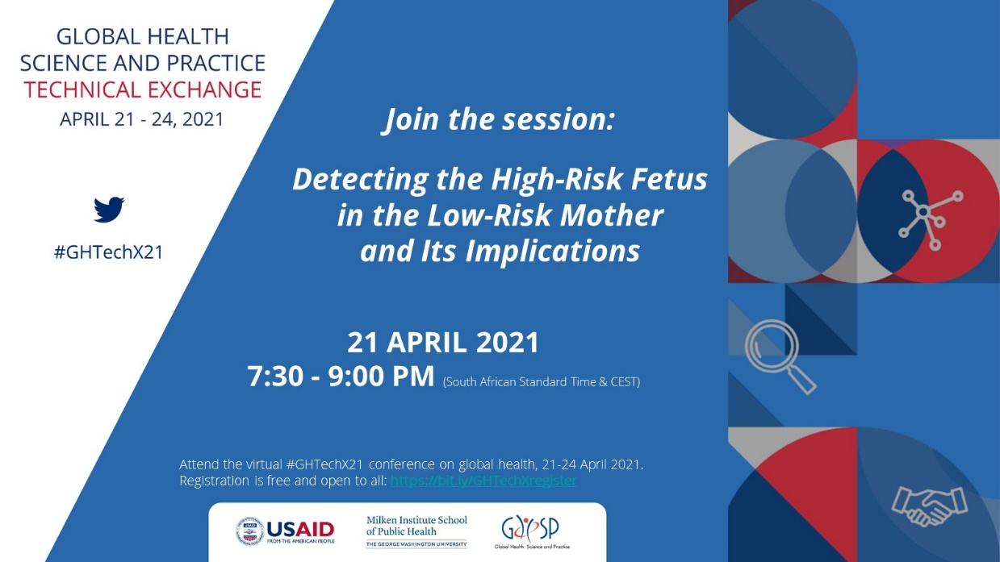 GLOBAL HEALTH
SCIENCE AND PRACTICE
TECHNICAL EXCHANGE
APRIL 21 - 24, 2021
#GHTechX21
Join the session:
Detecting the High-Risk Fetus
in the Low-Risk Mother
and Its Implications
21 APRIL 2021
7:30 - 9:00 PM (South African Standard Time & CEST)
Attend the virtual #GHTechX21 conference on global health, 21-24 April 2021.
Registration is free and open to all: https://bit.ly/GHTechXregister
USAID
FROM THE AMERICAN PEOPLE
Milken Institute School
of Public Health
THE GEORGE WASHINGTON UNIVERSITY
GHSP
Global Health: Science and Practice